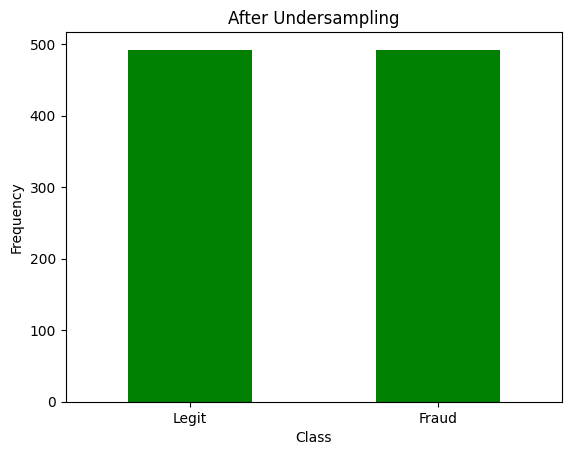 After Undersampling
500
400
300
200
100
0
Frequency
Legit
Fraud
Class